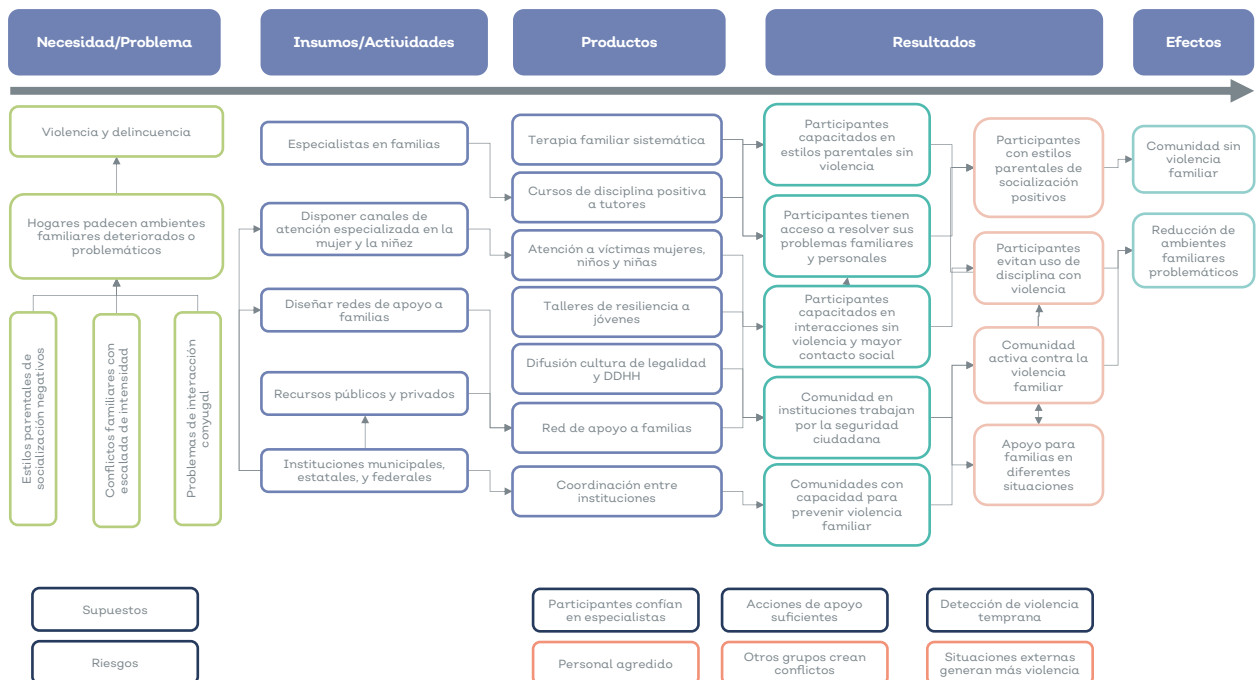 Necesidad/Problema
Insumos/Actividades
Productos
Resultados
Efectos
Violencia y delincuencia
Hogares padecen ambientes
familiares deteriorados o
problemáticos
Estilos parentales de
socialización negativos
Conflictos familiares con
escalada de intensidad
Problemas de interacción
conyugal
Especialistas en familias
Disponer canales de
atención especializada en la
mujer y la niñez
Diseñar redes de apoyo a
familias
Recursos públicos y privados
Instituciones municipales,
estatales, y federales
Terapia familiar sistemática
Cursos de disciplina positiva
a tutores
Atención a víctimas mujeres,
niños y niñas
Talleres de resiliencia a
jóvenes
Difusión cultura de legalidad
y DDHH
Red de apoyo a familias
Coordinación entre
instituciones
Participantes
capacitados en
estilos parentales sin
violencia
Participantes tienen
acceso a resolver sus
problemas familiares
y personales
Participantes
capacitados en
interacciones sin
violencia y mayor
contacto social
Comunidad en
instituciones trabajan
por la seguridad
ciudadana
Comunidades con
capacidad para
prevenir violencia
familiar
Participantes
con estilos
parentales de
socialización
positivos
Participantes
evitan uso de
disciplina con
violencia
Comunidad
activa contra la
violencia
familiar
Apoyo para
familias en
diferentes
situaciones
Comunidad sin
violencia
familiar
Reducción de
ambientes
familiares
problemáticos
Supuestos
Participantes confían
en especialistas
Acciones de apoyo
suficientes
Detección de violencia
temprana
Riesgos
Personal agredido
Otros grupos crean
conflictos
Situaciones externas
generan más violencia